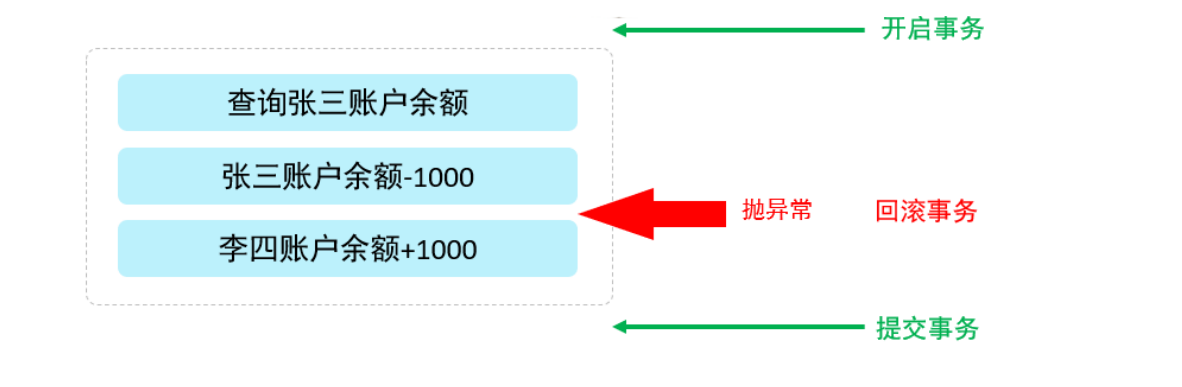 开启事务
查询张三账户余额
张三账户余额-1000
抛异常 回滚事务
李四账户余额+1000
提交事务